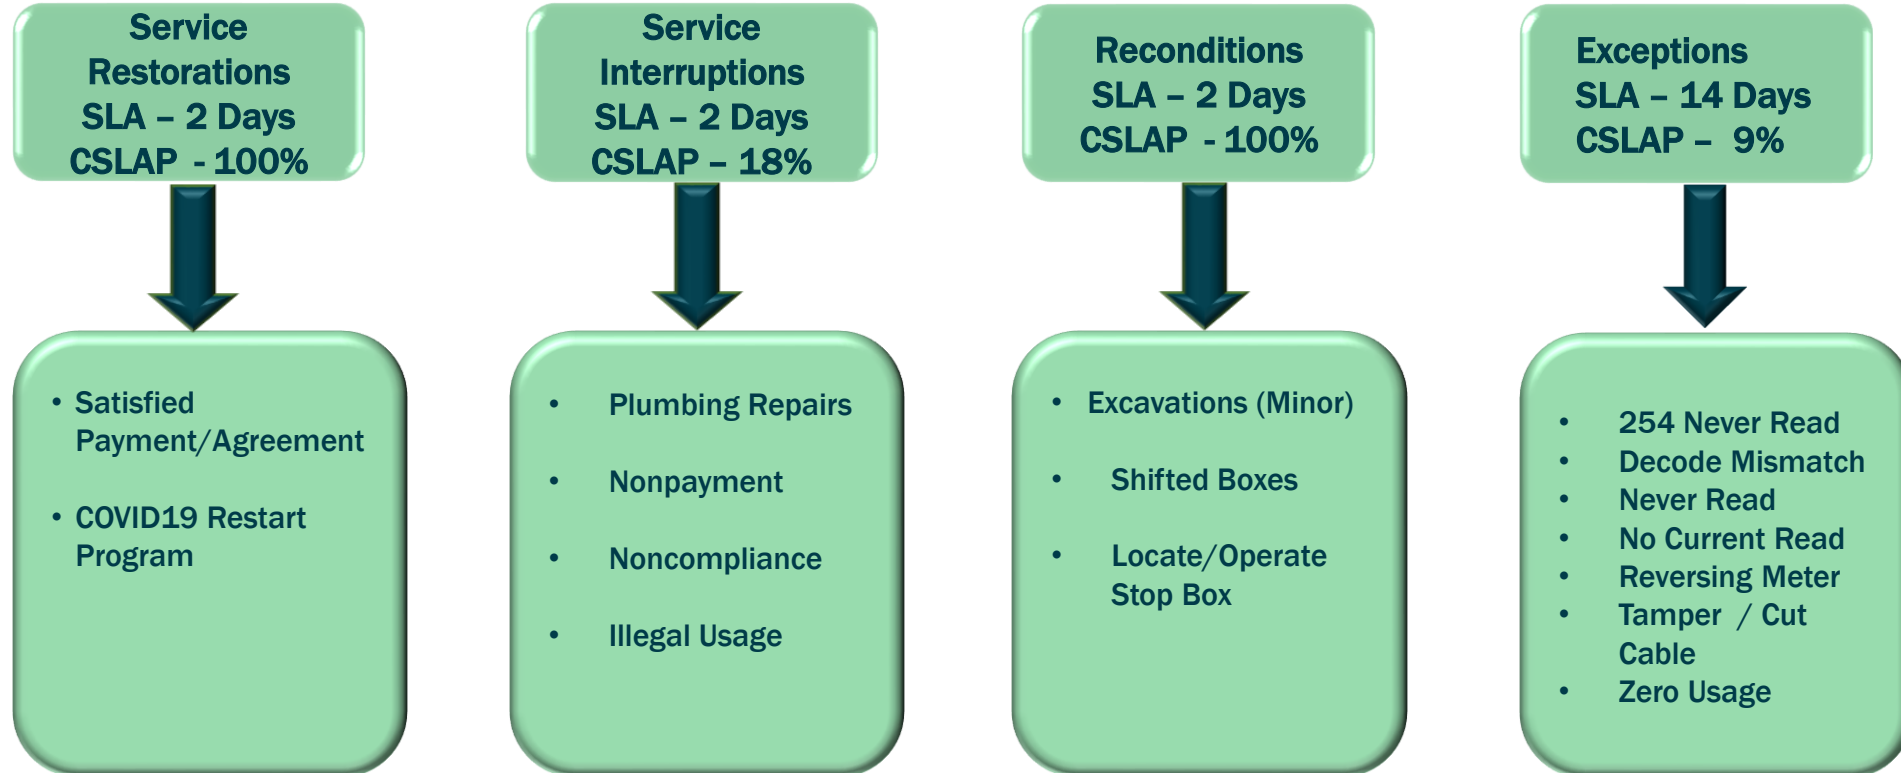 Service
Restorations
SLA – 2 Days
CSLAP - 100%
• Satisfied
Payment/Agreement
• COVID19 Restart
Program
Service
Interruptions
SLA – 2 Days
CSLAP – 18%
• Plumbing Repairs
• Nonpayment
• Noncompliance
• Illegal Usage
Reconditions
SLA – 2 Days
CSLAP - 100%
• Excavations (Minor)
• Shifted Boxes
• Locate/Operate
Stop Box
Exceptions
SLA – 14 Days
CSLAP – 9%
• 254 Never Read
• Decode Mismatch
• Never Read
• No Current Read
• Reversing Meter
• Tamper / Cut
Cable
• Zero Usage